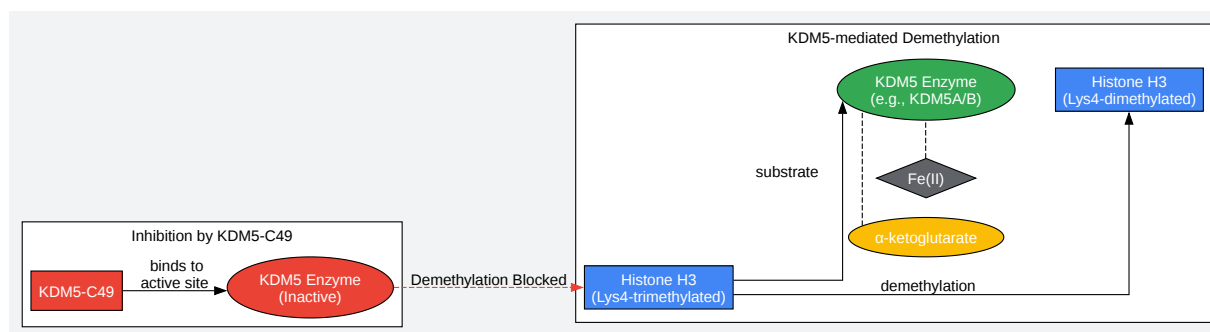 KDM5-mediated Demethylation
KDM5 Enzyme
(e.g., KDM5A/B)
Histone H3
(Lys4-dimethylated)
substrate
Fe(II)
α-ketoglutarate
Inhibition by KDM5-C49
KDM5-C49
binds to
active site
KDM5 Enzyme
(Inactive)
Demethylation Blocked
Histone H3
(Lys4-trimethylated)
demethylation